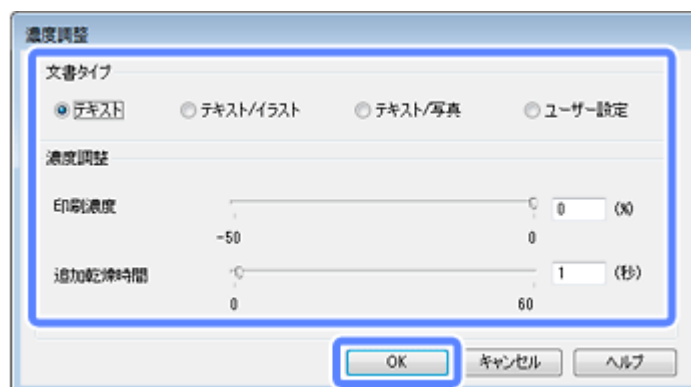 濃度調整
文書タイプ
テキスト テキスト/イラスト テキスト/写真 ユーザー設定
濃度調整
印刷濃度 0 (%)
-50 0
追加乾燥時間 1 (秒)
0 60
OK キャンセル ヘルプ